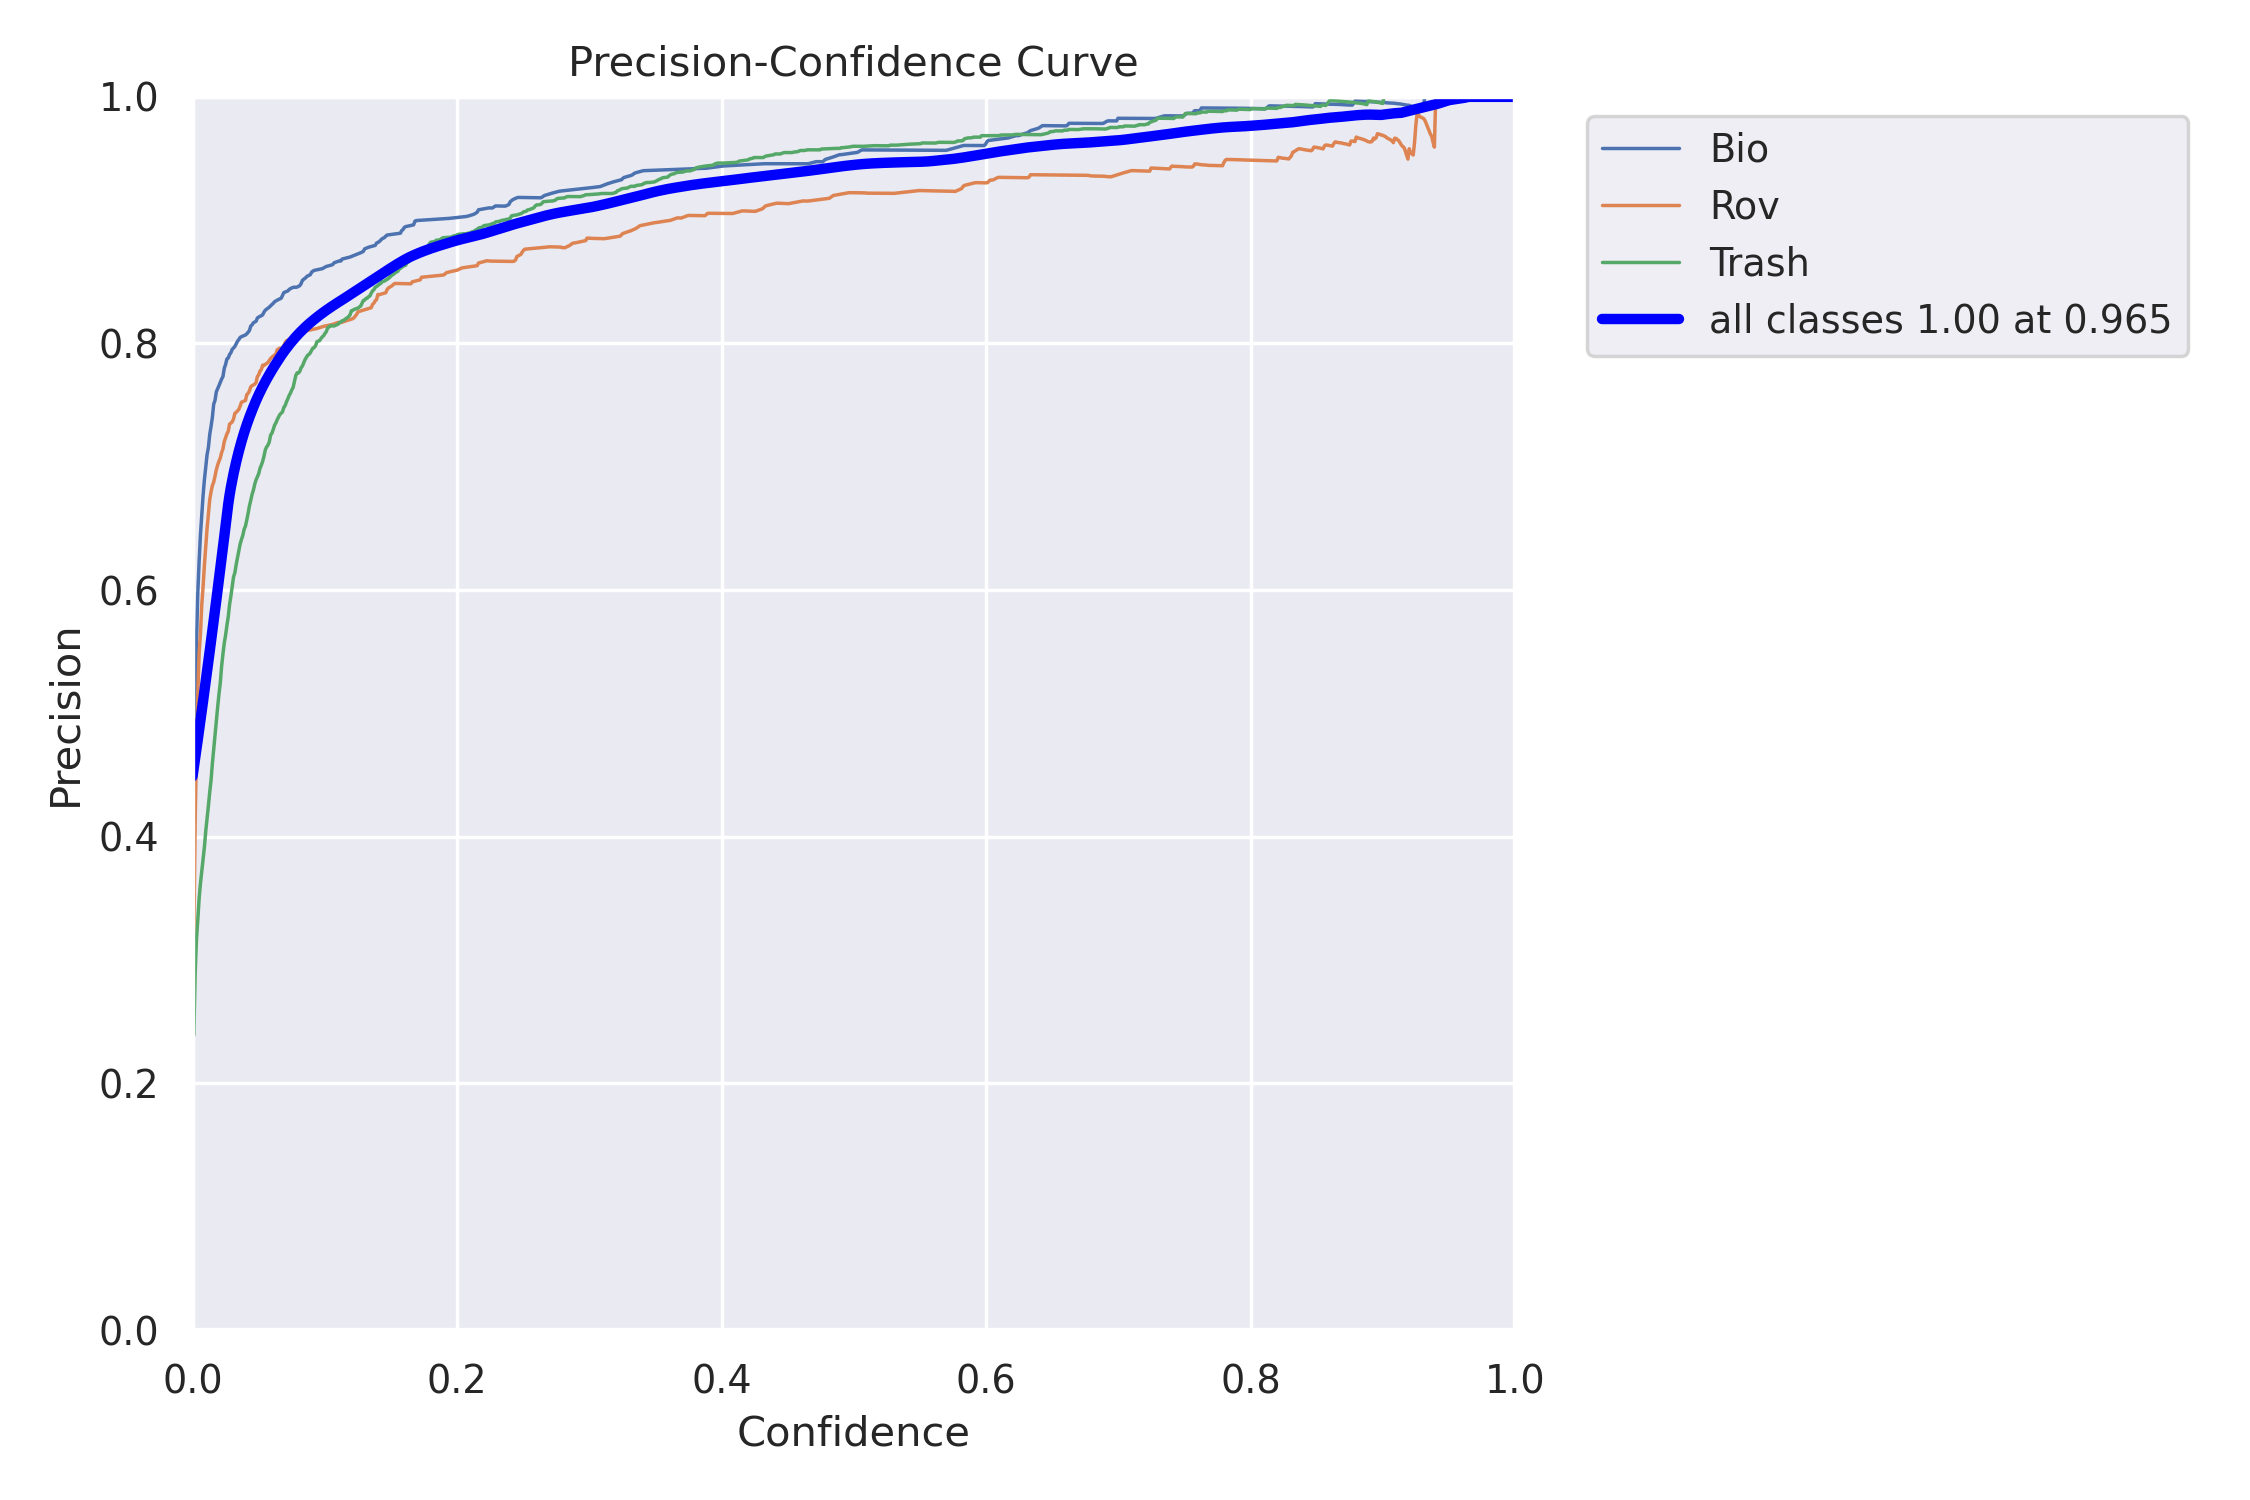 Precision-Confidence Curve
1.0
0.8
0.6
0.4
0.2
0.0
Precision
0.0 0.2 0.4 0.6 0.8 1.0
Confidence
Bio
Rov
Trash
all classes 1.00 at 0.965